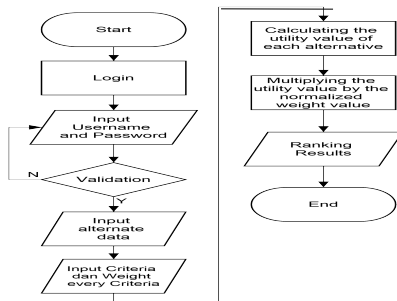 Start
Login
Input
Username
and Password
Validation
N
Y
Input
alternate
data
Input Criteria
dan Weight
every Criteria
Calculating the
utility value of
each alternative
Multiplying the
utility value by the
normalized
weight value
Ranking
Results
End